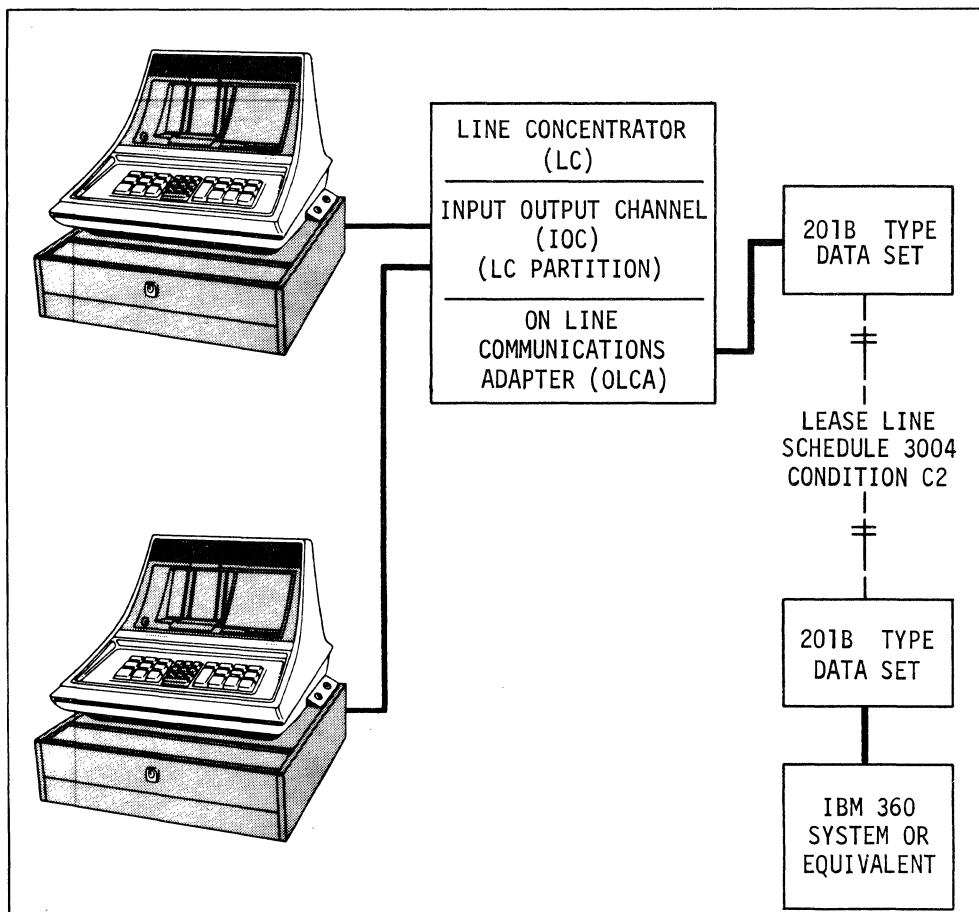 LINE CONCENTRATOR
(LC)
INPUT OUTPUT CHANNEL
(IOC)
(LC PARTITION)
ON LINE
COMMUNICATIONS
ADAPTER (OLCA)
201B TYPE
DATA SET
LEASE LINE
SCHEDULE 3004
CONDITION C2
201B TYPE
DATA SET
IBM 360
SYSTEM OR
EQUIVALENT